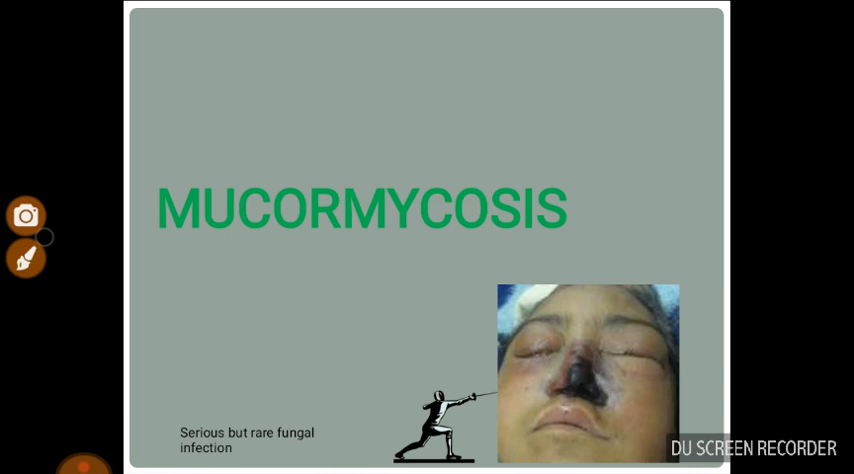 MUCORMYCOSIS
Serious but rare fungal
infection
DU SCREEN RECORDER